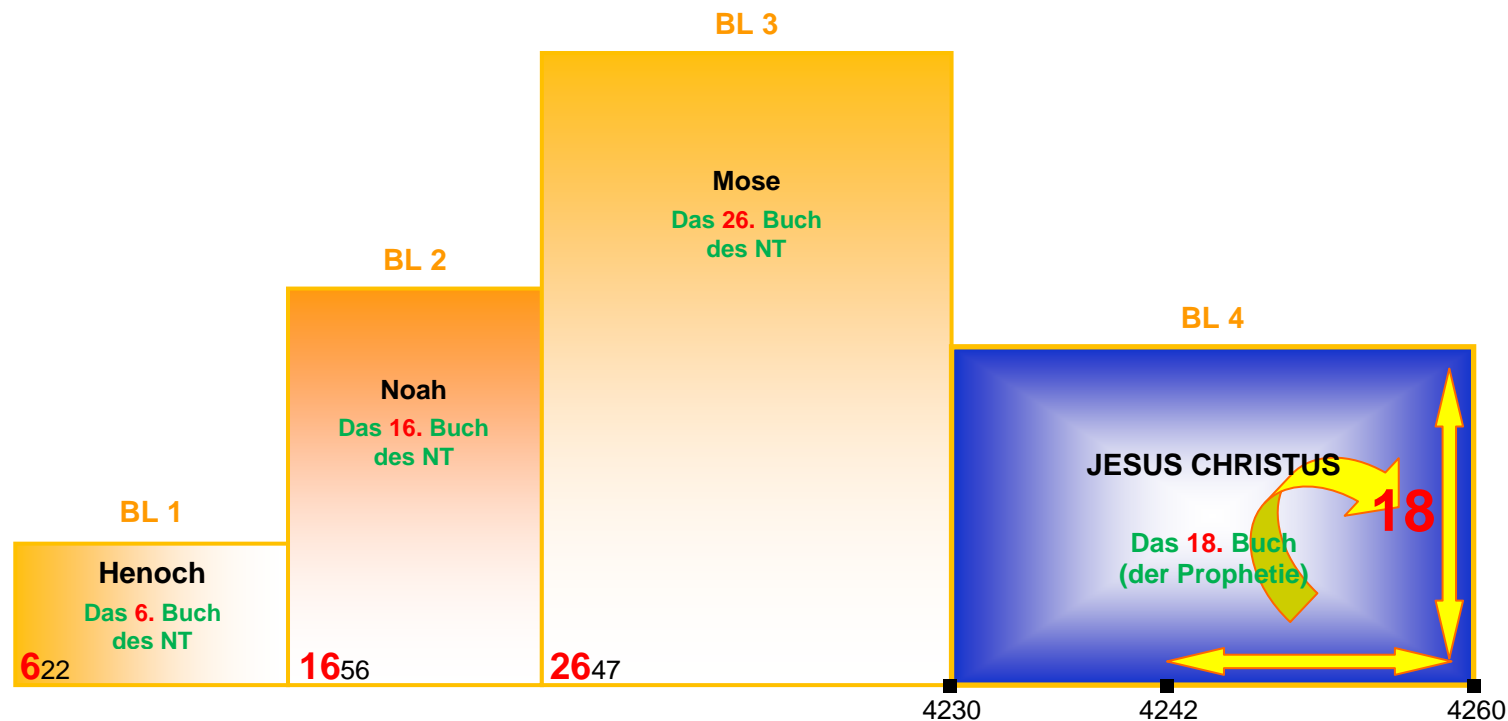 BL 3
Mose
Das 26. Buch
des NT
BL 2
Noah
Das 16. Buch
des NT
BL 4
JESUS CHRISTUS
18
Das 18. Buch
(der Prophetie)
BL 1
Henoch
Das 6. Buch
des NT
622
1656
2647
4230
4242
4260